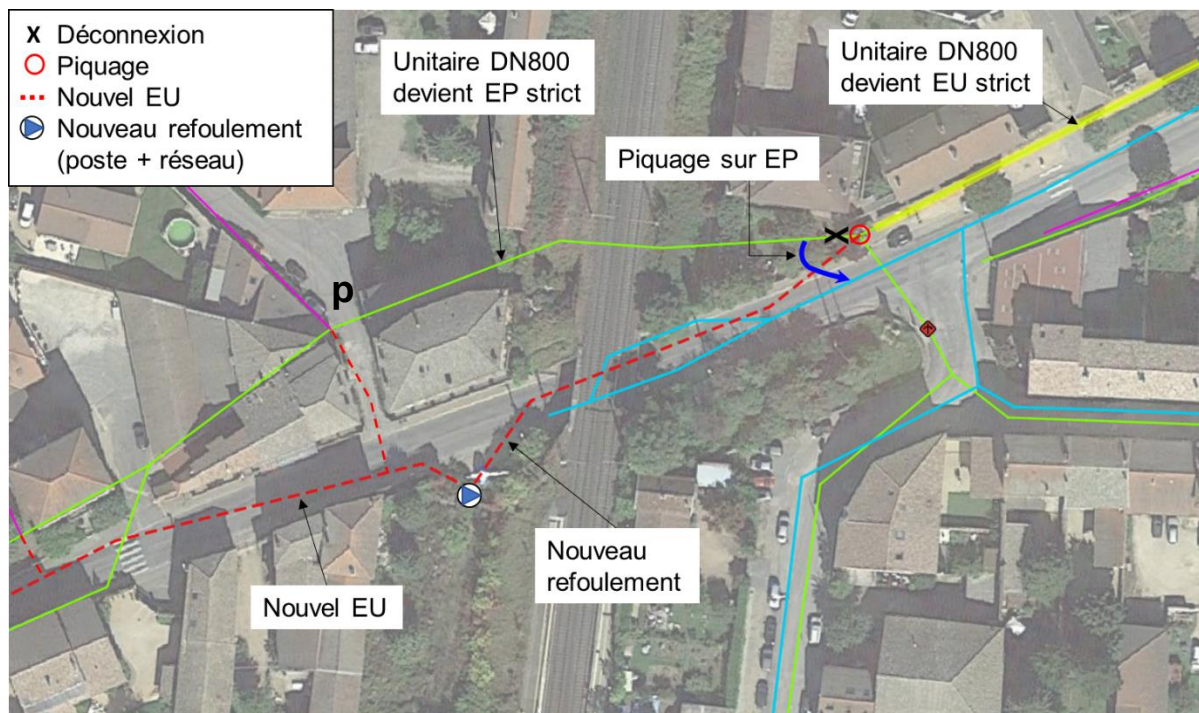 X Déconnexion
Piquage
Nouvel EU
Nouveau refoulement
(poste + réseau)
Unitaire DN800
devient EP strict
Unitaire DN800
devient EU strict
Piquage sur EP
p
Nouveau
refoulement
Nouvel EU